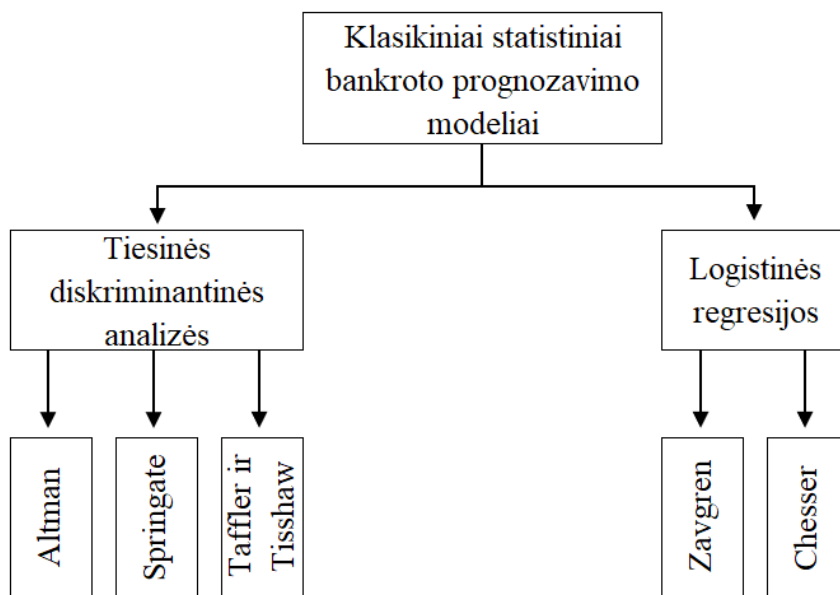 Klasikiniai statistiniai
bankroto prognozavimo
modeliai
Tiesinės
diskriminantinės
analizės
Logistinės
regresijos
Altman
Springate
Taffler ir
Tisshaw
Zavgren
Chesser